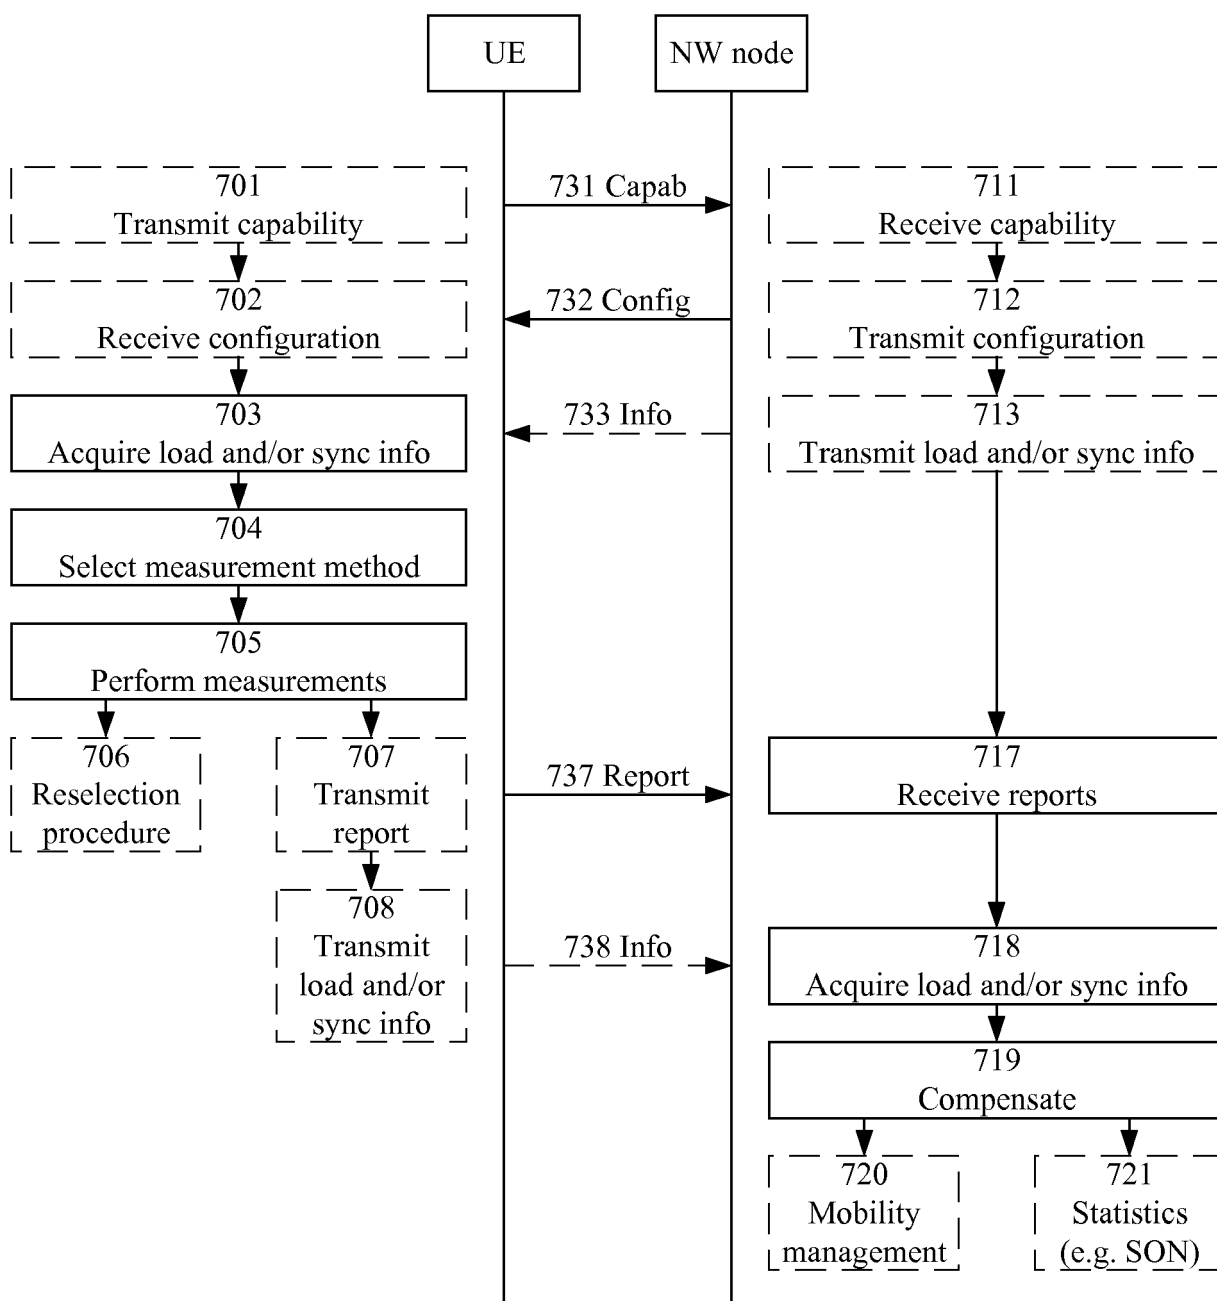 UE
NW node
701
Transmit capability
731 Capab
711
Receive capability
702
Receive configuration
732 Config
712
Transmit configuration
703
Acquire load and/or sync info
733 Info
713
Transmit load and/or sync info
704
Select measurement method
705
Perform measurements
706
Reselection
procedure
707
Transmit
report
737 Report
717
Receive reports
708
Transmit
load and/or
sync info
738 Info
718
Acquire load and/or sync info
719
Compensate
720
Mobility
management
721
Statistics
(e.g. SON)